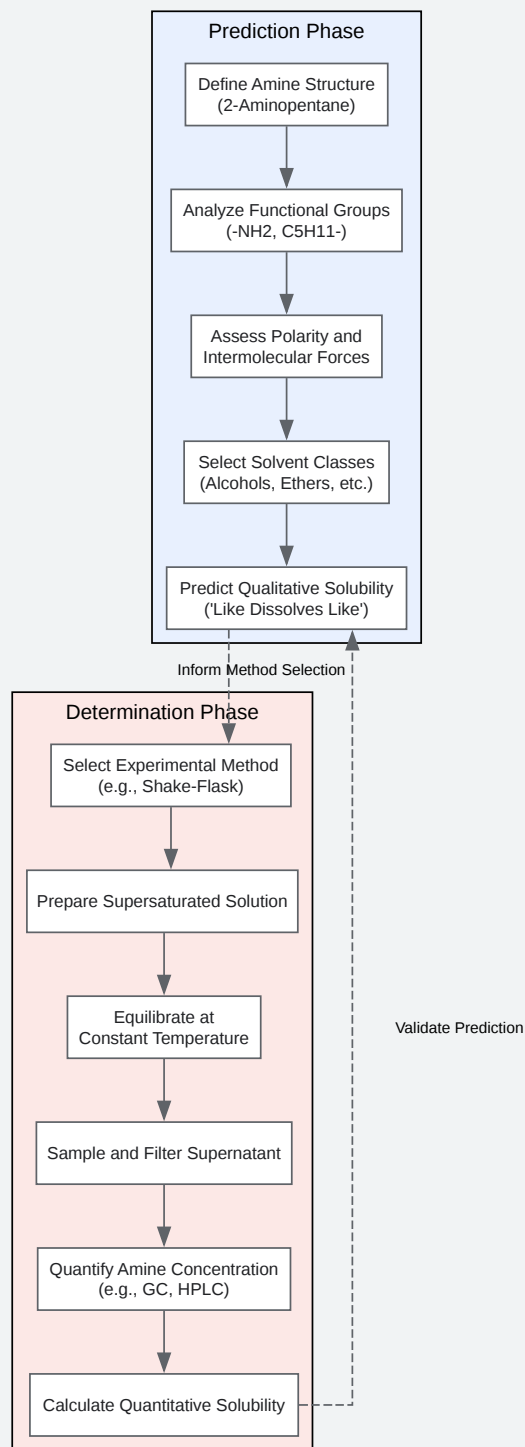 Prediction Phase
Define Amine Structure
(2-Aminopentane)
Analyze Functional Groups
(-NH2, C5H11-)
Assess Polarity and
Intermolecular Forces
Select Solvent Classes
(Alcohols, Ethers, etc.)
Predict Qualitative Solubility
('Like Dissolves Like')
Inform Method Selection
Determination Phase
Select Experimental Method
(e.g., Shake-Flask)
Prepare Supersaturated Solution
Equilibrate at
Constant Temperature
Validate Prediction
Sample and Filter Supernatant
Quantify Amine Concentration
(e.g., GC, HPLC)
Calculate Quantitative Solubility